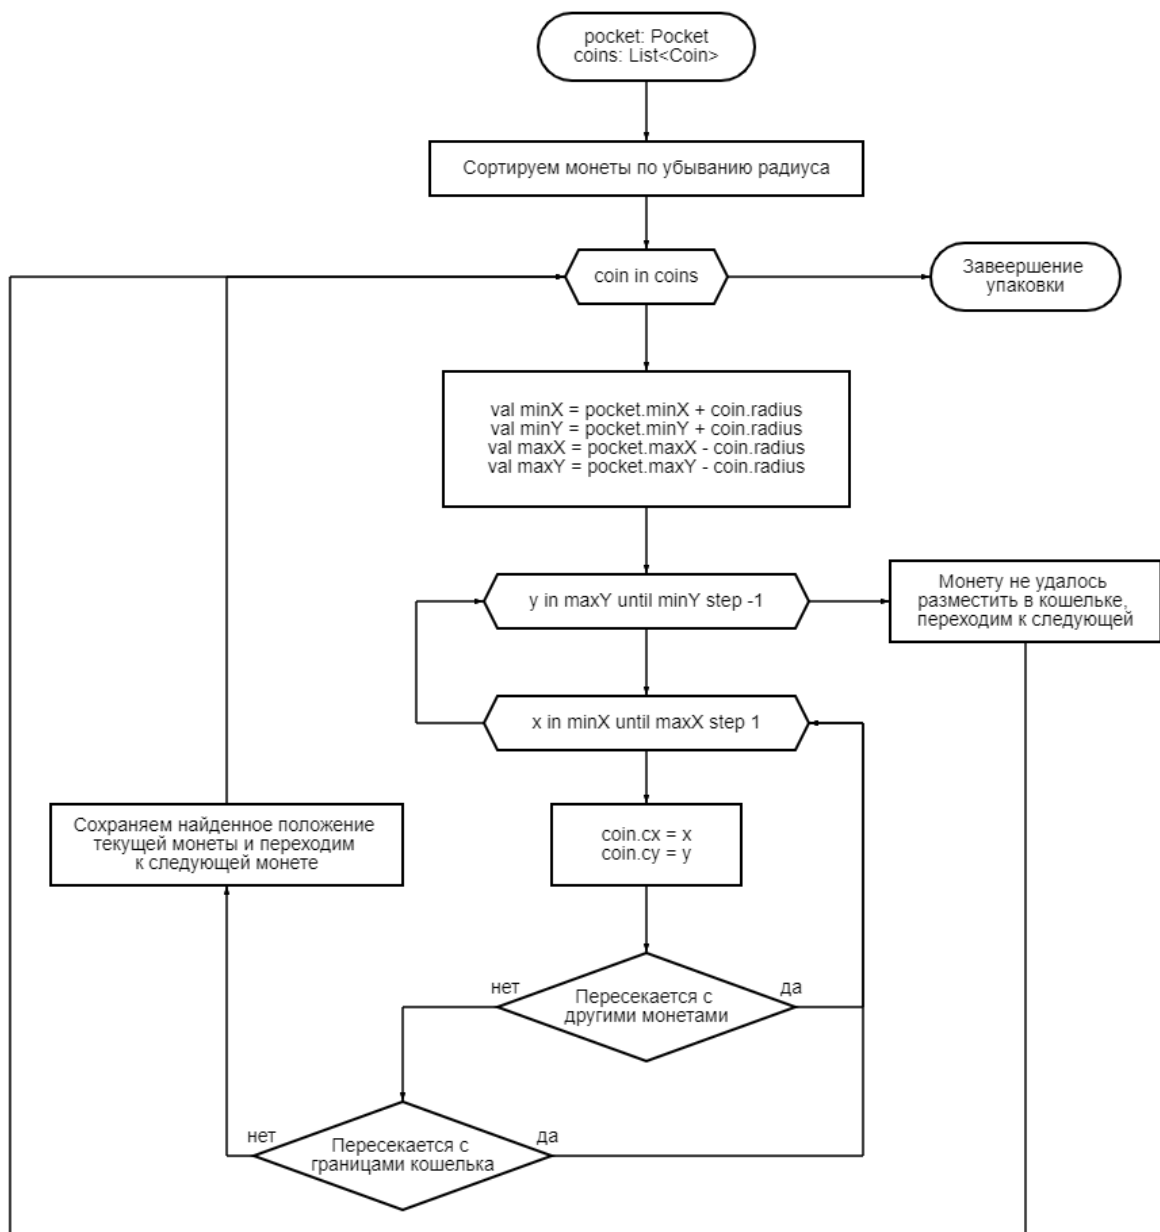 pocket: Pocket
coins: List<Coin>
Сортируем монеты по убыванию радиуса
coin in coins
Завеершение
упаковки
val minX = pocket.minX + coin.radius
val minY = pocket.minY + coin.radius
val maxX = pocket.maxX - coin.radius
val maxY = pocket.maxY - coin.radius
y in maxY until minY step -1
Монету не удалось
разместить в кошельке,
переходим к следующей
x in minX until maxX step 1
Сохраняем найденное положение
текущей монеты и переходим
к следующей монете
coin.cx = x
coin.cy = y
нет
Пересекается с
другими монетами
да
нет
Пересекается с
границами кошелька
да